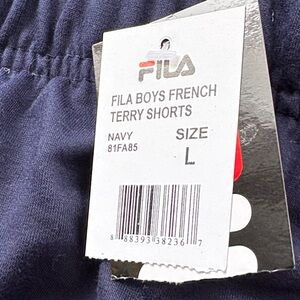 FILA
FILA BOYS FRENCH
TERRY SHORTS
NAVY SIZE
81FA85 L
8 88393 38236 7